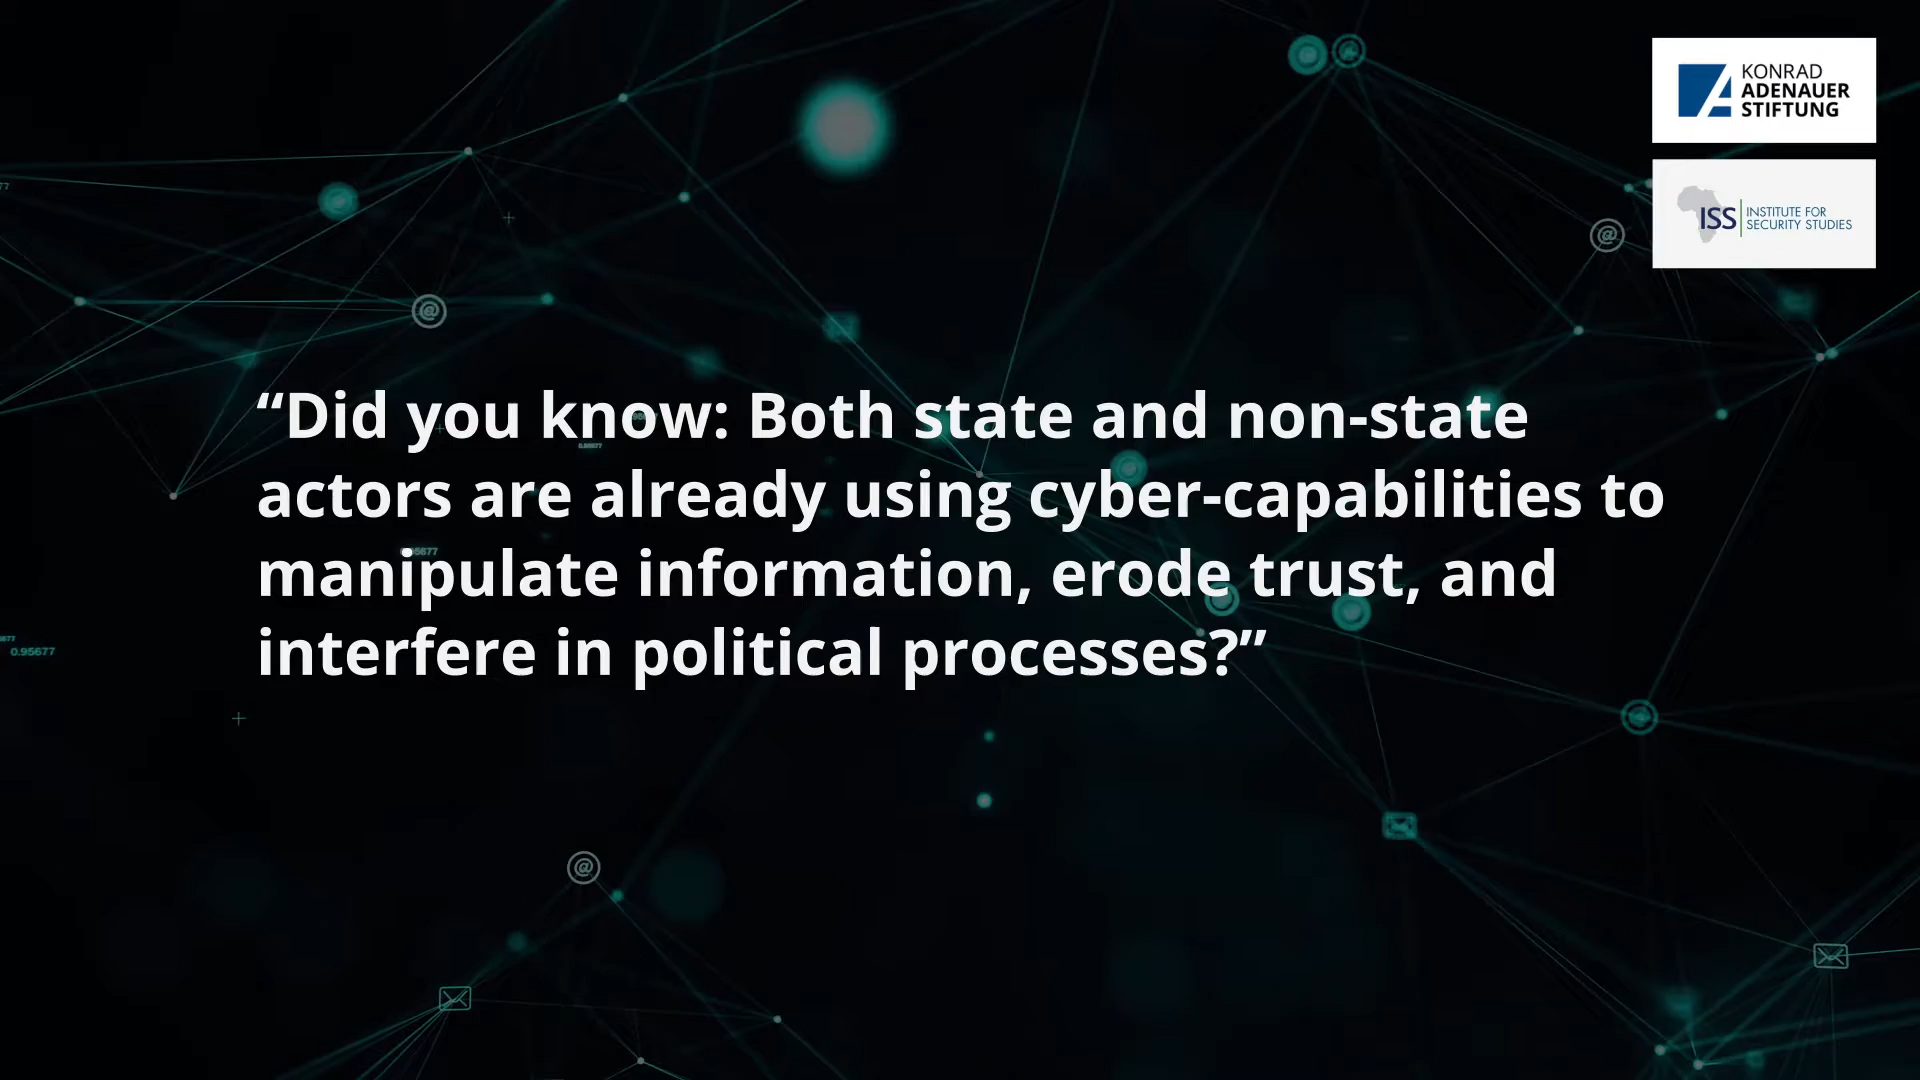 KONRAD
ADENAUER
STIFTUNG
ISS
INSTITUTE FOR
SECURITY STUDIES
“Did you know: Both state and non-state
actors are already using cyber-capabilities to
manipulate information, erode trust, and
interfere in political processes?”
0.95677